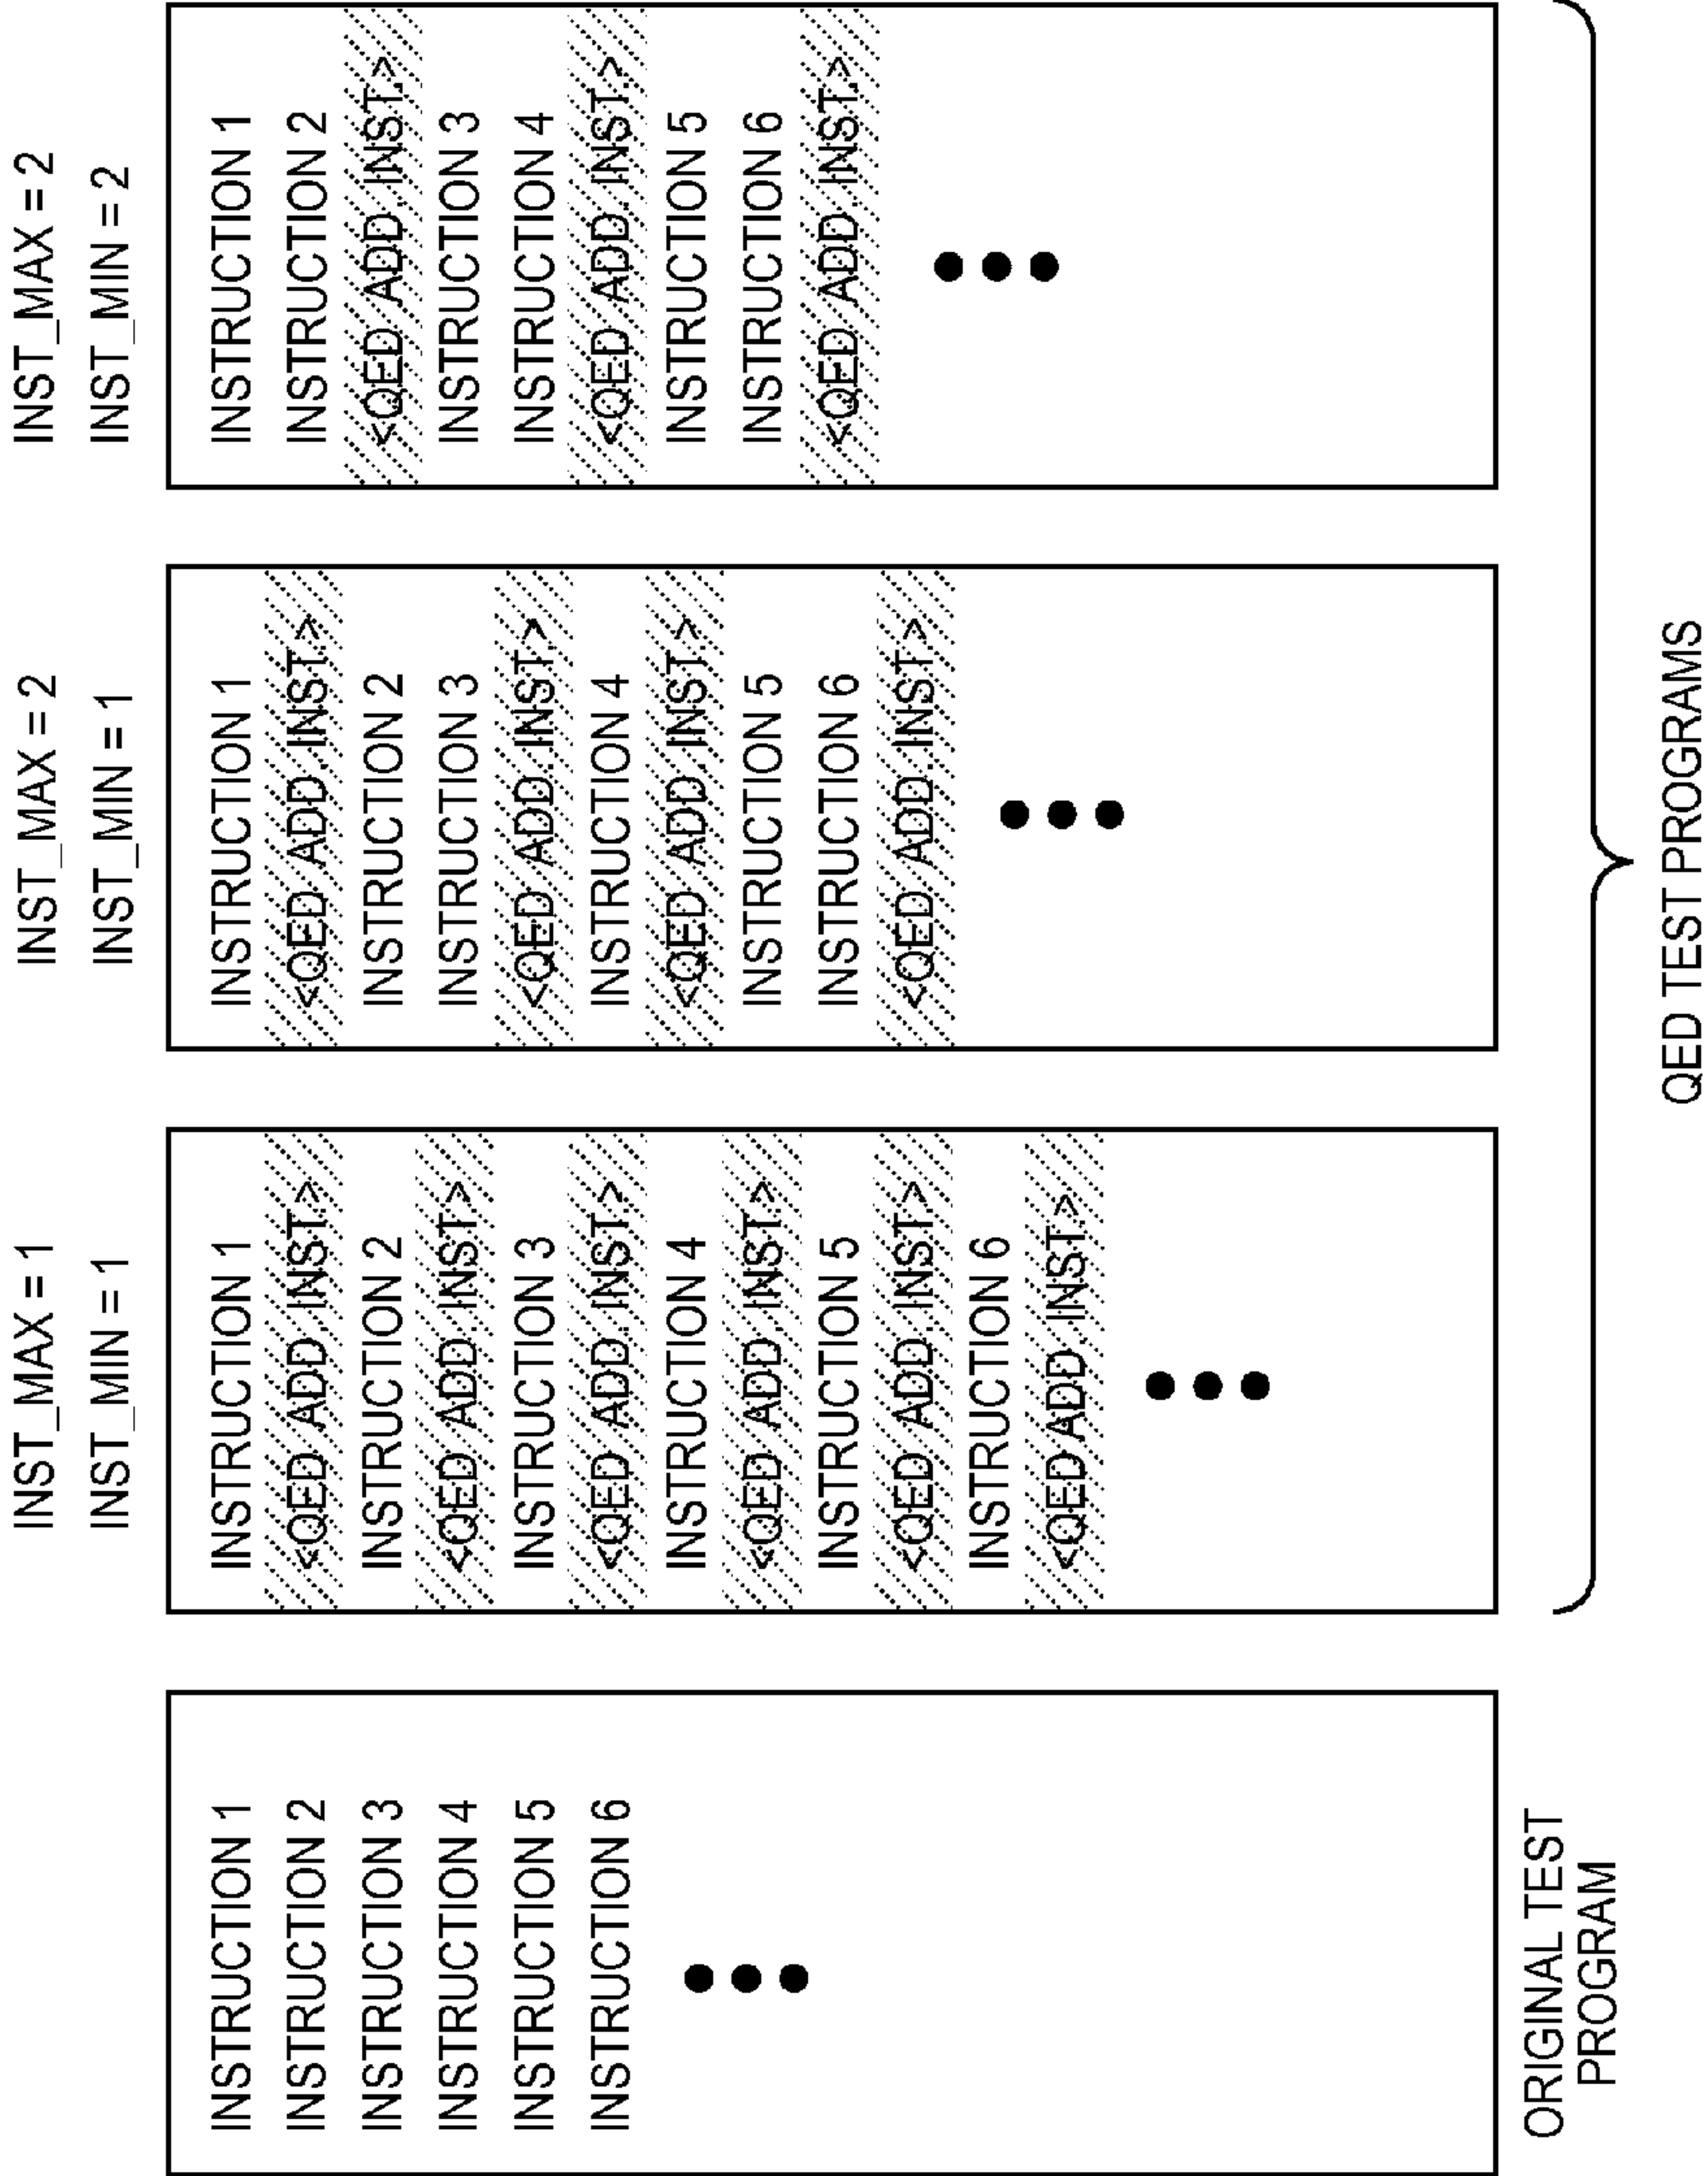 INSTRUCTION 1
INSTRUCTION 2
INSTRUCTION 3
INSTRUCTION 4
INSTRUCTION 5
INSTRUCTION 6
ORIGINAL TEST
PROGRAM
INST_MAX = 1
INST_MIN = 1
INSTRUCTION 1
<QED ADD. INST.>
INSTRUCTION 2
<QED ADD. INST.>
INSTRUCTION 3
<QED ADD. INST.>
INSTRUCTION 4
<QED ADD. INST.>
INSTRUCTION 5
<QED ADD. INST.>
INSTRUCTION 6
<QED ADD. INST.>
INST_MAX = 2
INST_MIN = 1
INSTRUCTION 1
<QED ADD. INST.>
INSTRUCTION 2
INSTRUCTION 3
<QED ADD. INST.>
INSTRUCTION 4
<QED ADD. INST.>
INSTRUCTION 5
INSTRUCTION 6
<QED ADD. INST.>
INST_MAX = 2
INST_MIN = 2
INSTRUCTION 1
INSTRUCTION 2
<QED ADD. INST.>
INSTRUCTION 3
INSTRUCTION 4
<QED ADD. INST.>
INSTRUCTION 5
INSTRUCTION 6
<QED ADD. INST.>
QED TEST PROGRAMS